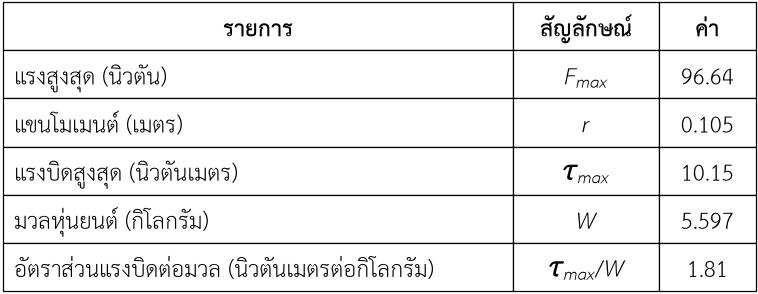 รายการ สัญลักษณ์ ค่า
แรงสูงสุด (นิวตัน) Fmax 96.64
แขนโมเมนต์ (เมตร) r 0.105
แรงบิดสูงสุด (นิวตันเมตร) τmax 10.15
มวลหุ่นยนต์ (กิโลกรัม) W 5.597
อัตราส่วนแรงบิดต่อมวล (นิวตันเมตรต่อกิโลกรัม) τmax/W 1.81